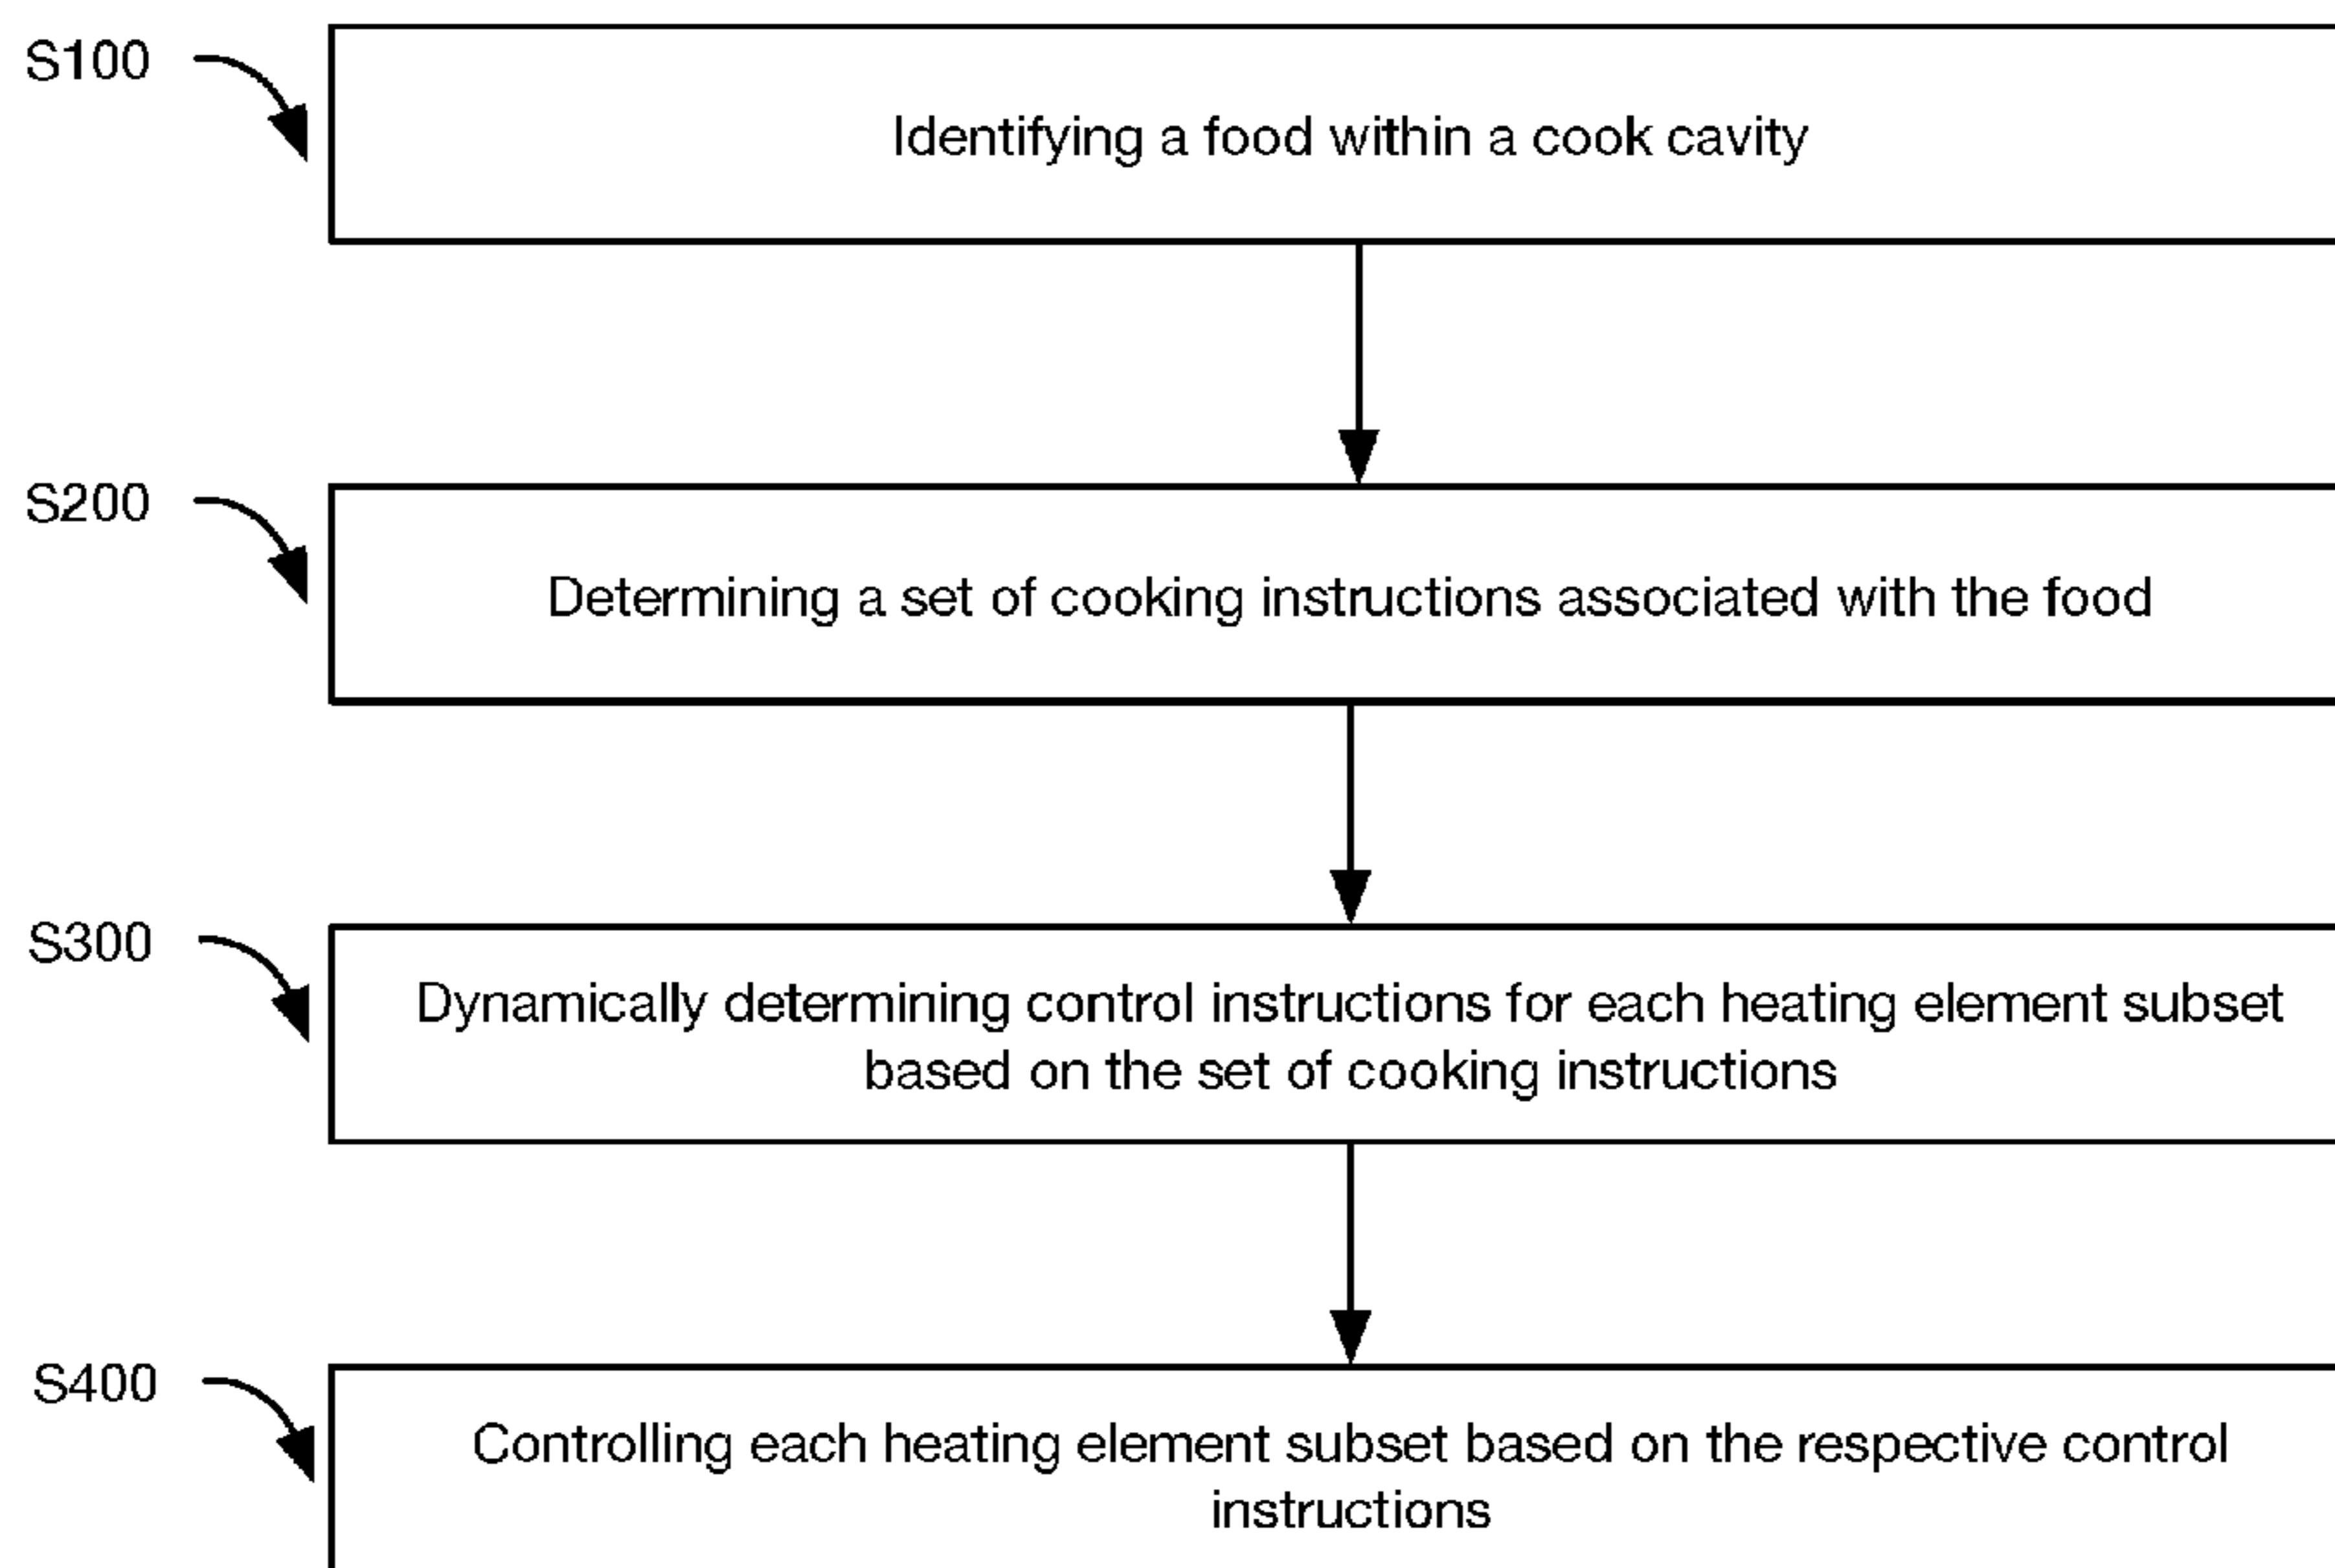 S100
Identifying a food within a cook cavity
S200
Determining a set of cooking instructions associated with the food
S300
Dynamically determining control instructions for each heating element subset
based on the set of cooking instructions
S400
Controlling each heating element subset based on the respective control
instructions